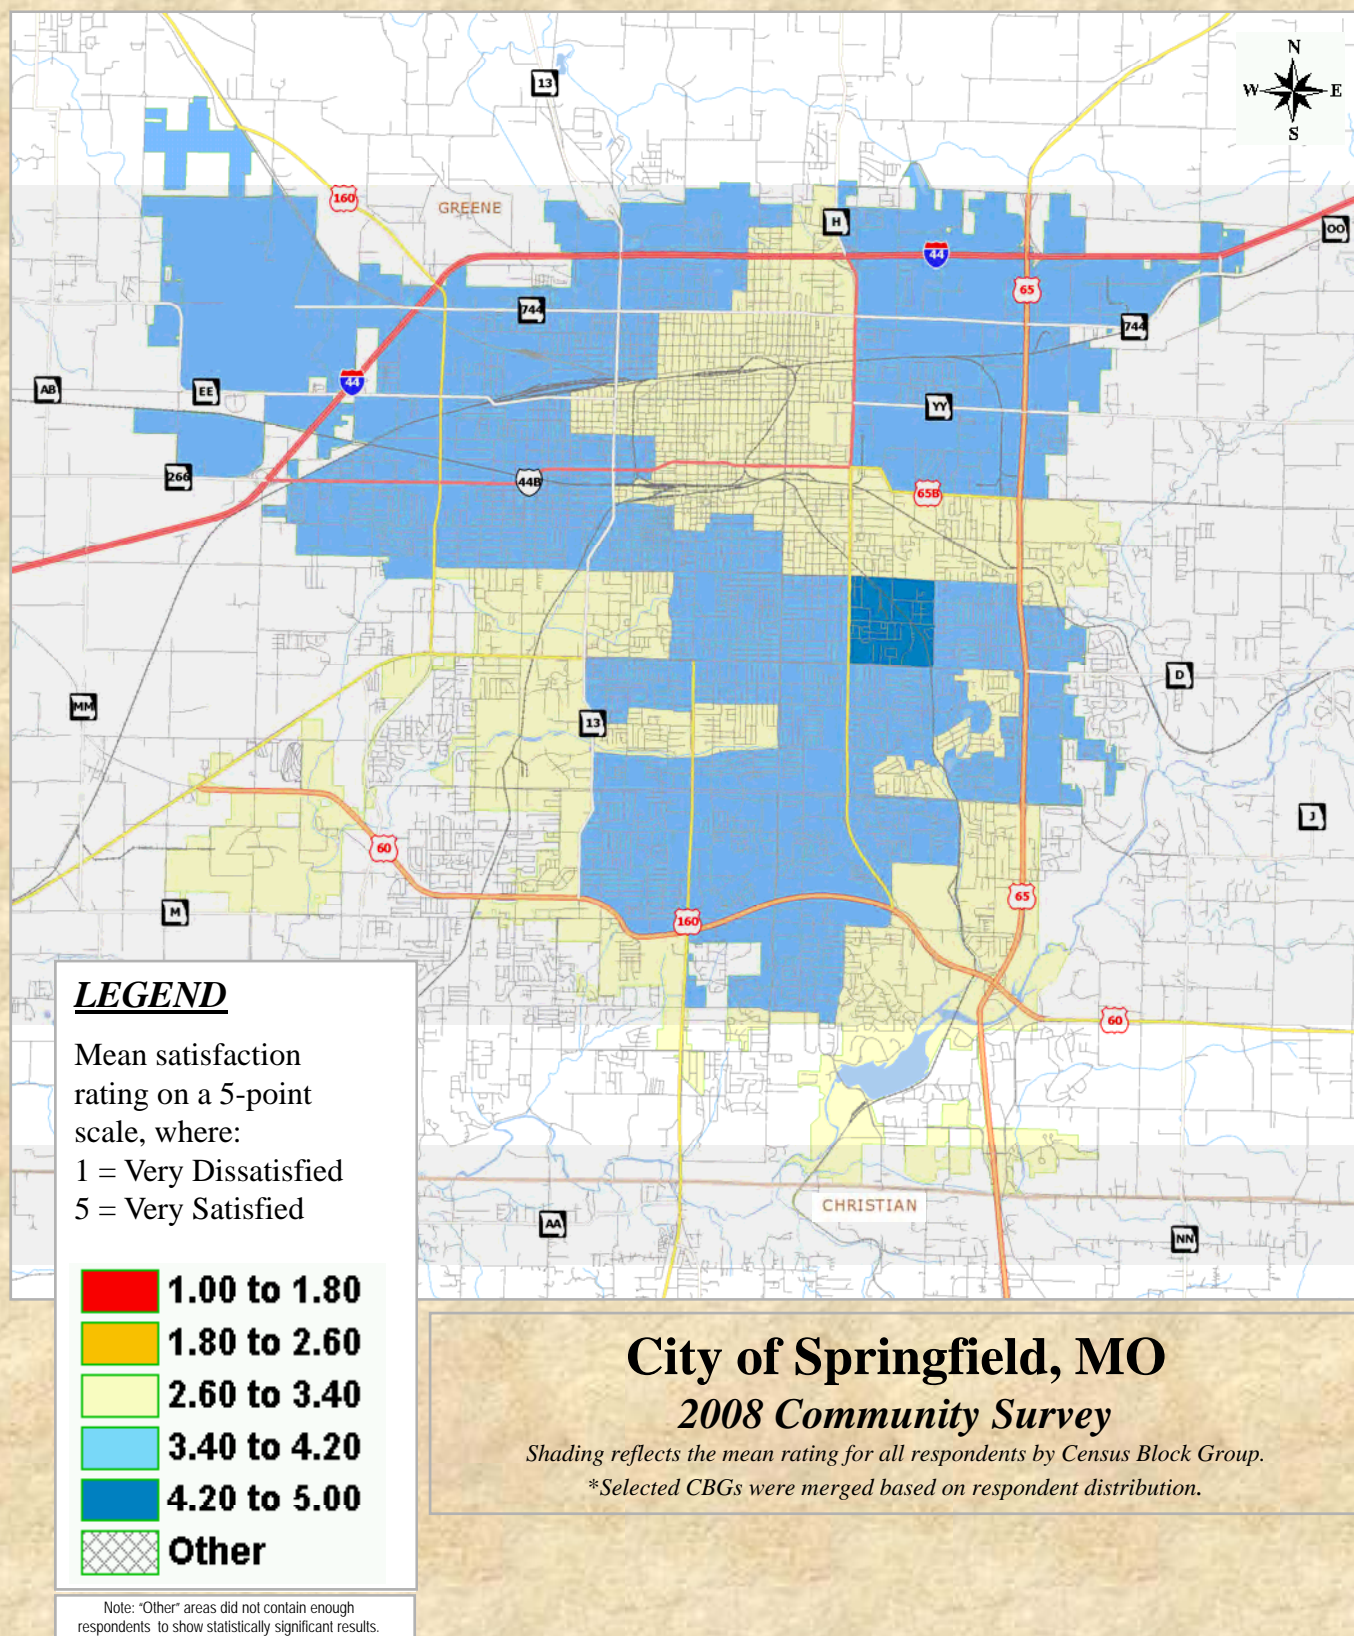 N
W E
S
13
160
GREENE
H
OO
44
65
744
744
44
AB
EE
YY
266
44B
65B
D
MM
13
J
60
65
M
160
60
CHRISTIAN
AA
NN
LEGEND
Mean satisfaction
rating on a 5-point
scale, where:
1 = Very Dissatisfied
5 = Very Satisfied
1.00 to 1.80
1.80 to 2.60
2.60 to 3.40
3.40 to 4.20
4.20 to 5.00
Other
Note: "Other" areas did not contain enough
respondents to show statistically significant results.
City of Springfield, MO
2008 Community Survey
Shading reflects the mean rating for all respondents by Census Block Group.
*Selected CBGs were merged based on respondent distribution.